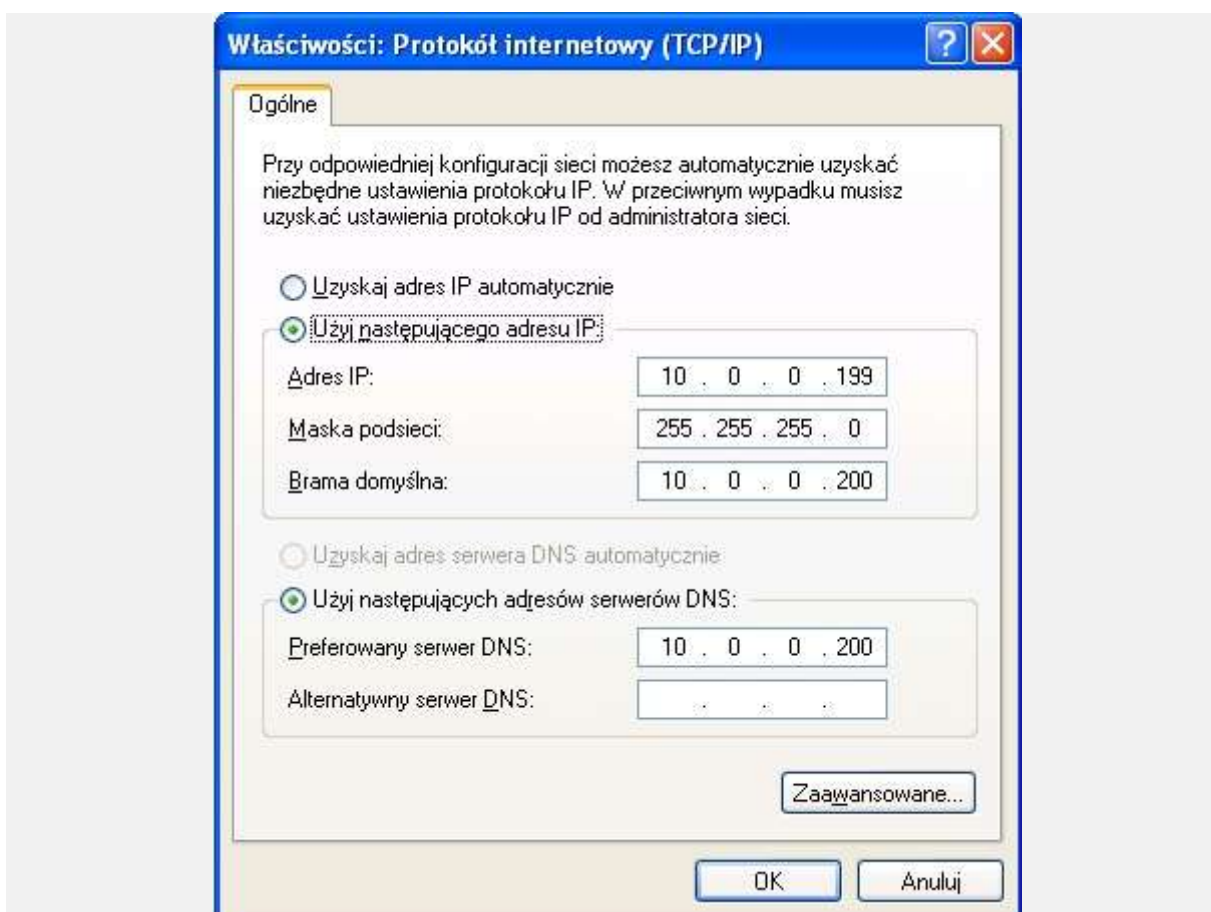 Właściwości: Protokół internetowy (TCP/IP)
Ogólne
Przy odpowiedniej konfiguracji sieci możesz automatycznie uzyskać
niezbędne ustawienia protokołu IP. W przeciwnym wypadku musisz
uzyskać ustawienia protokołu IP od administratora sieci.
Uzyskaj adres IP automatycznie
Użyj następującego adresu IP:
Adres IP: 10 . 0 . 0 . 199
Maska podsieci: 255 . 255 . 255 . 0
Brama domyślna: 10 . 0 . 0 . 200
Uzyskaj adres serwera DNS automatycznie
Użyj następujących adresów serwerów DNS:
Preferowany serwer DNS: 10 . 0 . 0 . 200
Alternatywny serwer DNS: . . .
Zaawansowane...
OK Anuluj